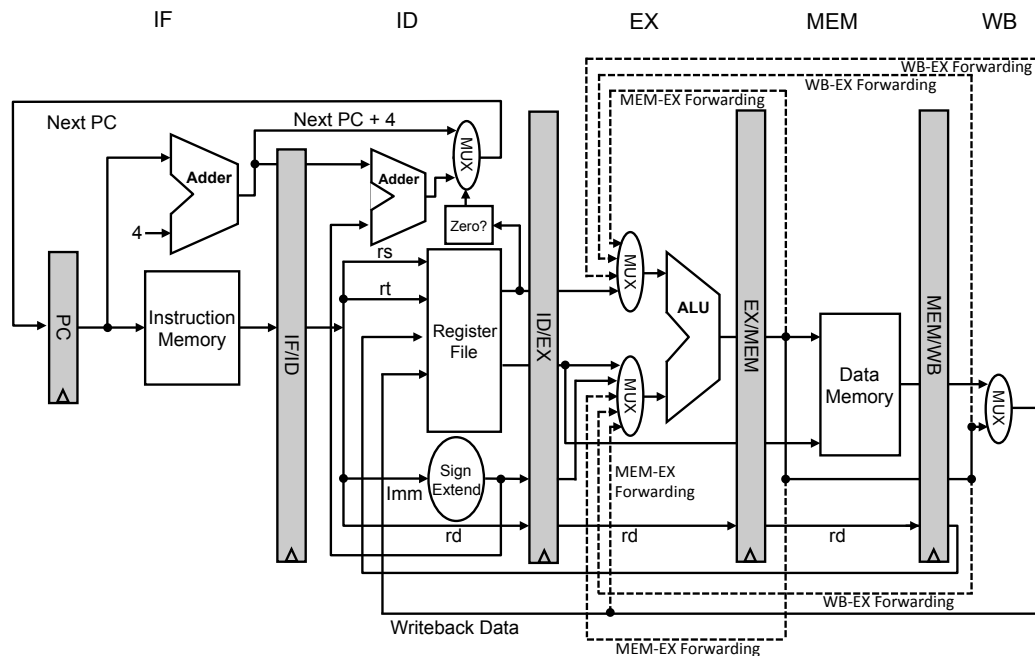 IF
ID
EX
MEM
WB
WB-EX Forwarding
WB-EX Forwarding
MEM-EX Forwarding
Next PC
Next PC + 4
MUX
Adder
Adder
4
Zero?
rs
rt
MUX
ALU
PC
Instruction
Memory
IF/ID
Register
File
ID/EX
EX/MEM
MEM/WB
Data
Memory
MUX
MUX
Sign
Extend
Imm
MEM-EX
Forwarding
rd
rd
rd
WB-EX Forwarding
Writeback Data
MEM-EX Forwarding